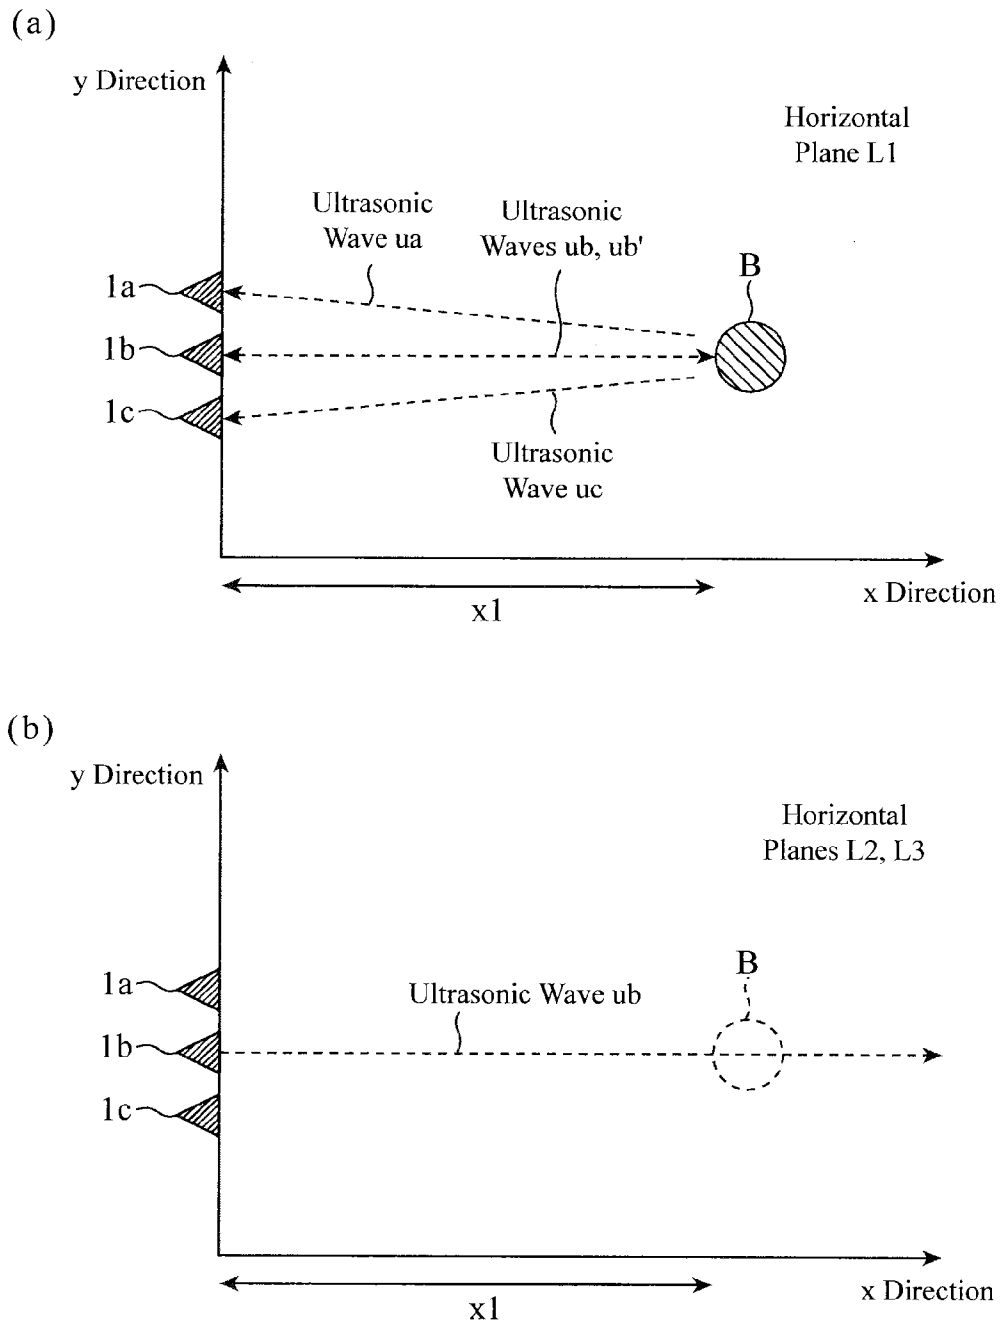 (a)
y Direction
Horizontal
Plane L1
Ultrasonic
Wave ua
Ultrasonic
Waves ub, ub'
B
1a
1b
1c
Ultrasonic
Wave uc
x Direction
x1
(b)
y Direction
Horizontal
Planes L2, L3
B
1a
Ultrasonic Wave ub
1b
1c
x Direction
x1